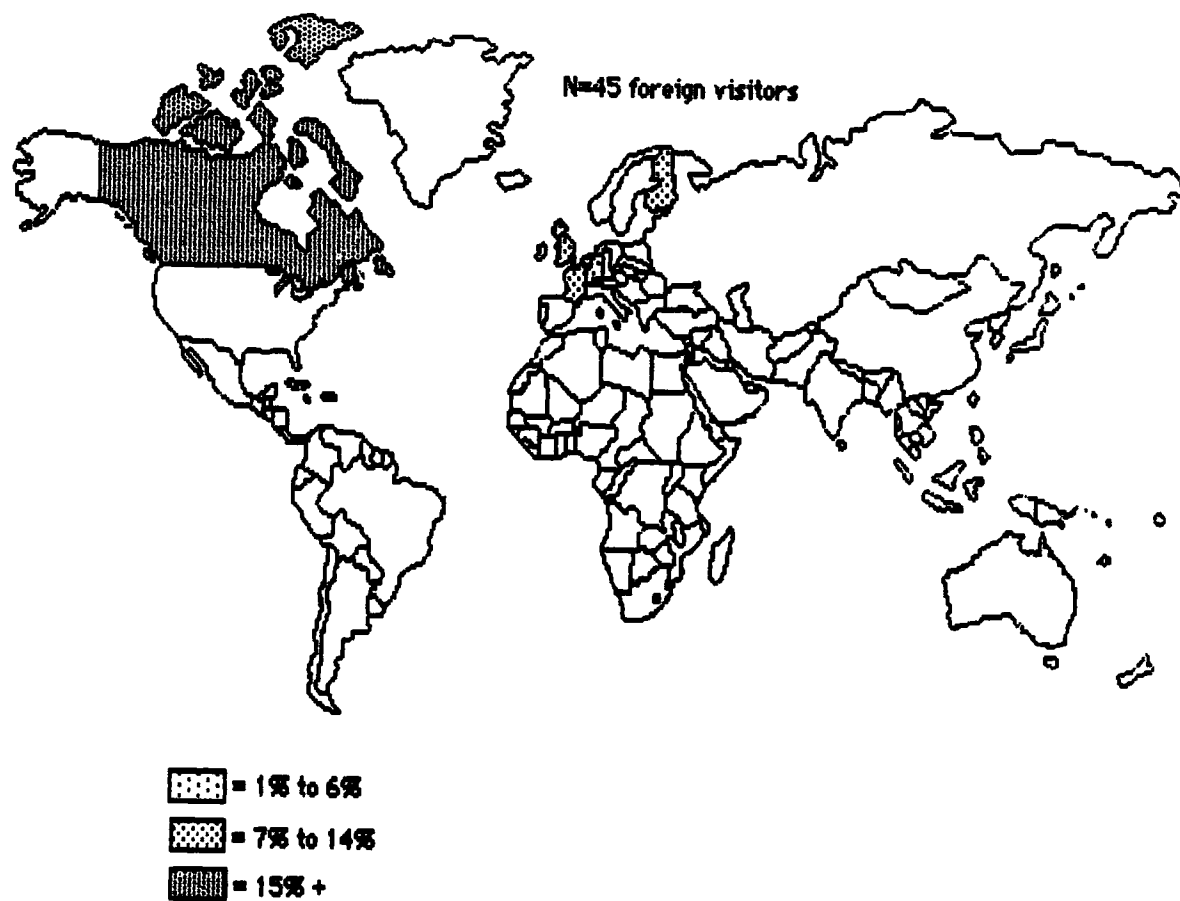 N=45 foreign visitors
= 1% to 6%
= 7% to 14%
= 15% +